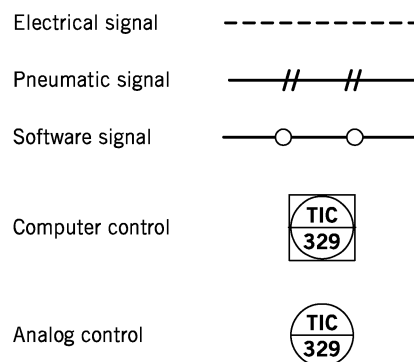 Electrical signal
Pneumatic signal
Software signal
Computer control
TIC
329
Analog control
TIC
329